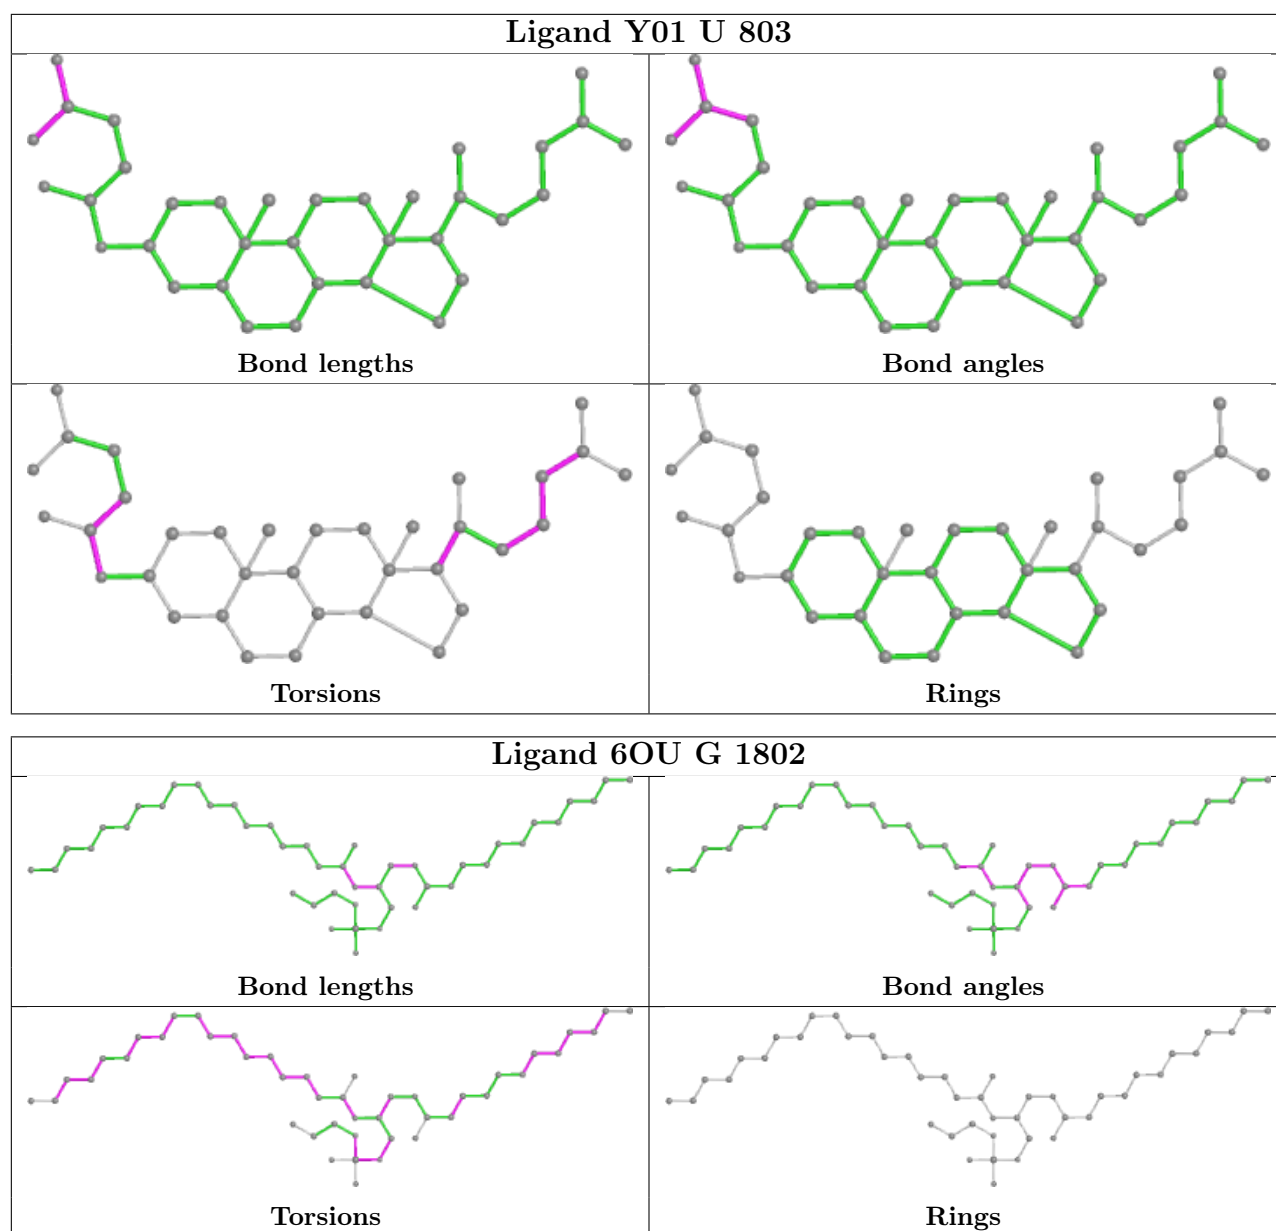 Ligand Y01 U 803
Bond lengths
Bond angles
Torsions
Rings
Ligand 6OU G 1802
Bond lengths
Bond angles
Torsions
Rings